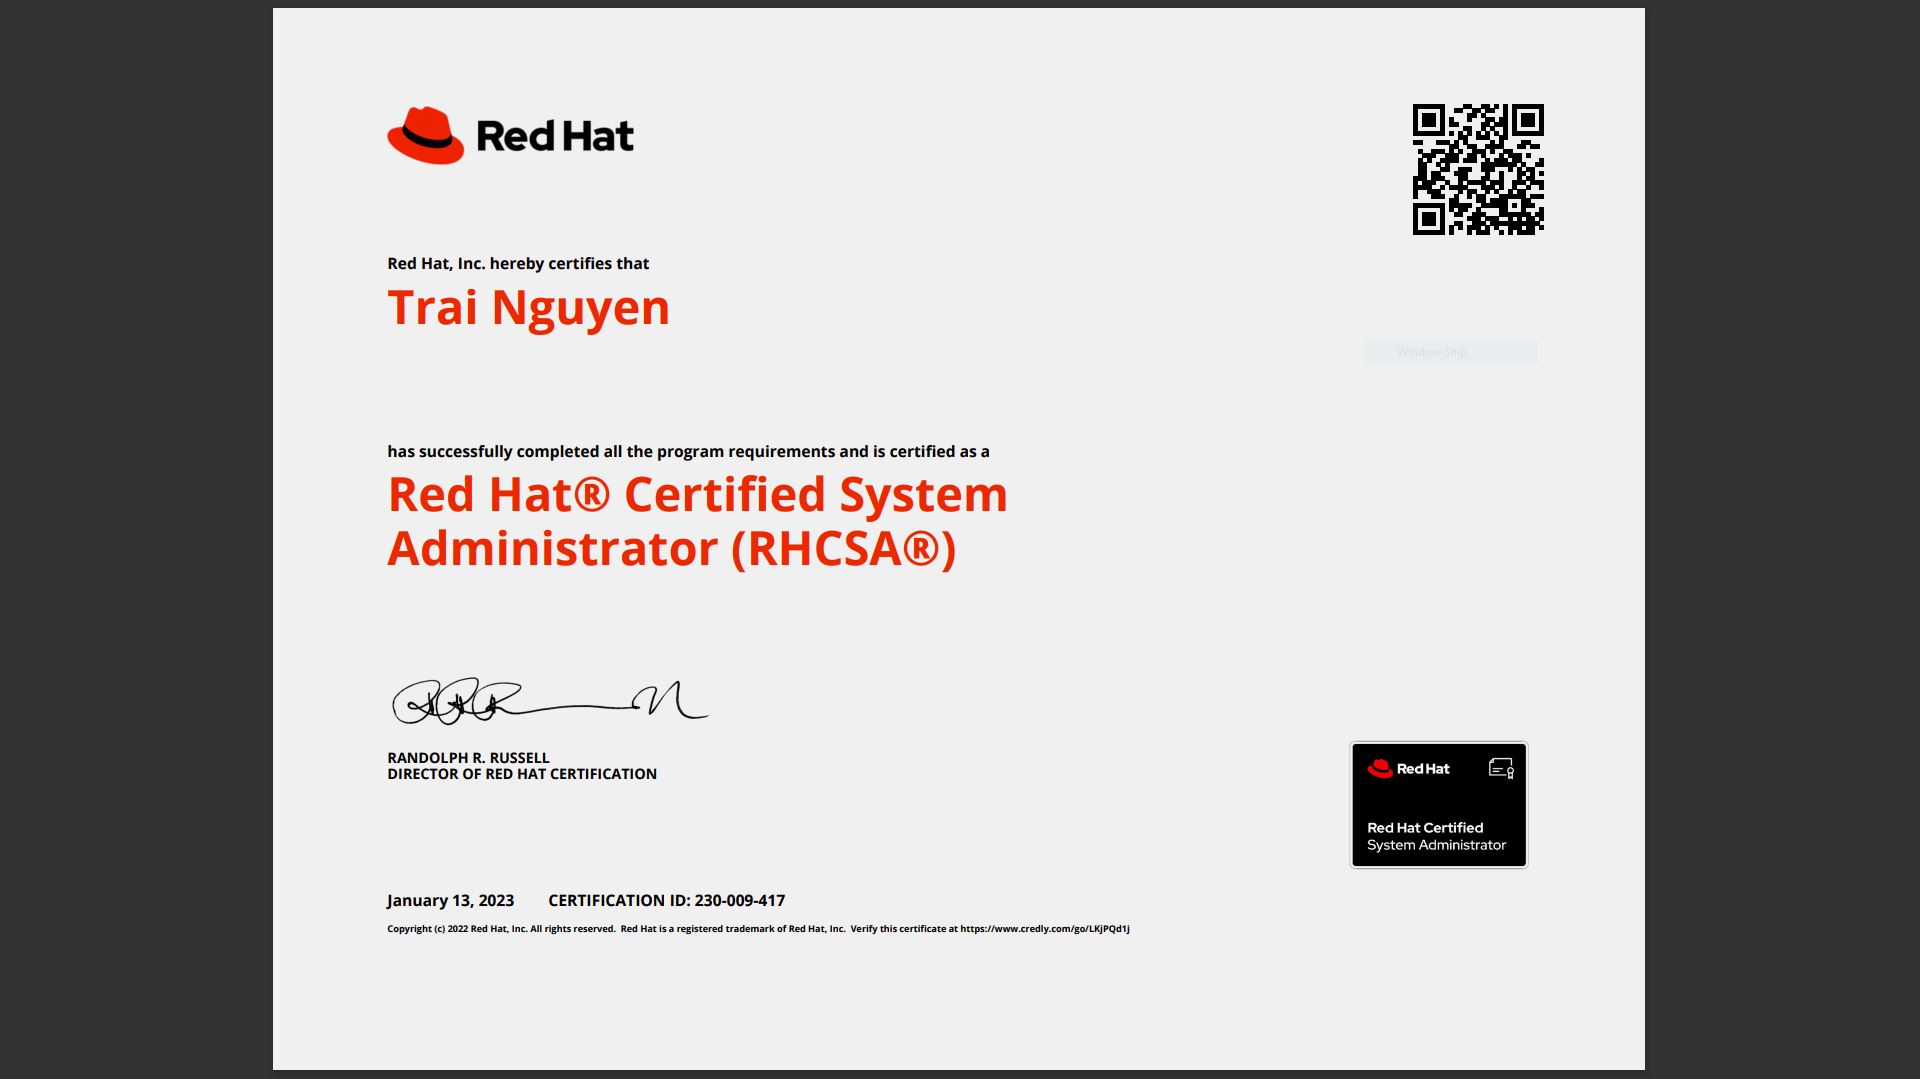 Red Hat
Red Hat, Inc. hereby certifies that
Trai Nguyen
Window Snip
has successfully completed all the program requirements and is certified as a
Red Hat® Certified System
Administrator (RHCSA®)
RANDOLPH R. RUSSELL
DIRECTOR OF RED HAT CERTIFICATION
Red Hat
Red Hat Certified
System Administrator
January 13, 2023 CERTIFICATION ID: 230-009-417
Copyright (c) 2022 Red Hat, Inc. All rights reserved. Red Hat is a registered trademark of Red Hat, Inc. Verify this certificate at https://www.credly.com/go/LKjPQd1j